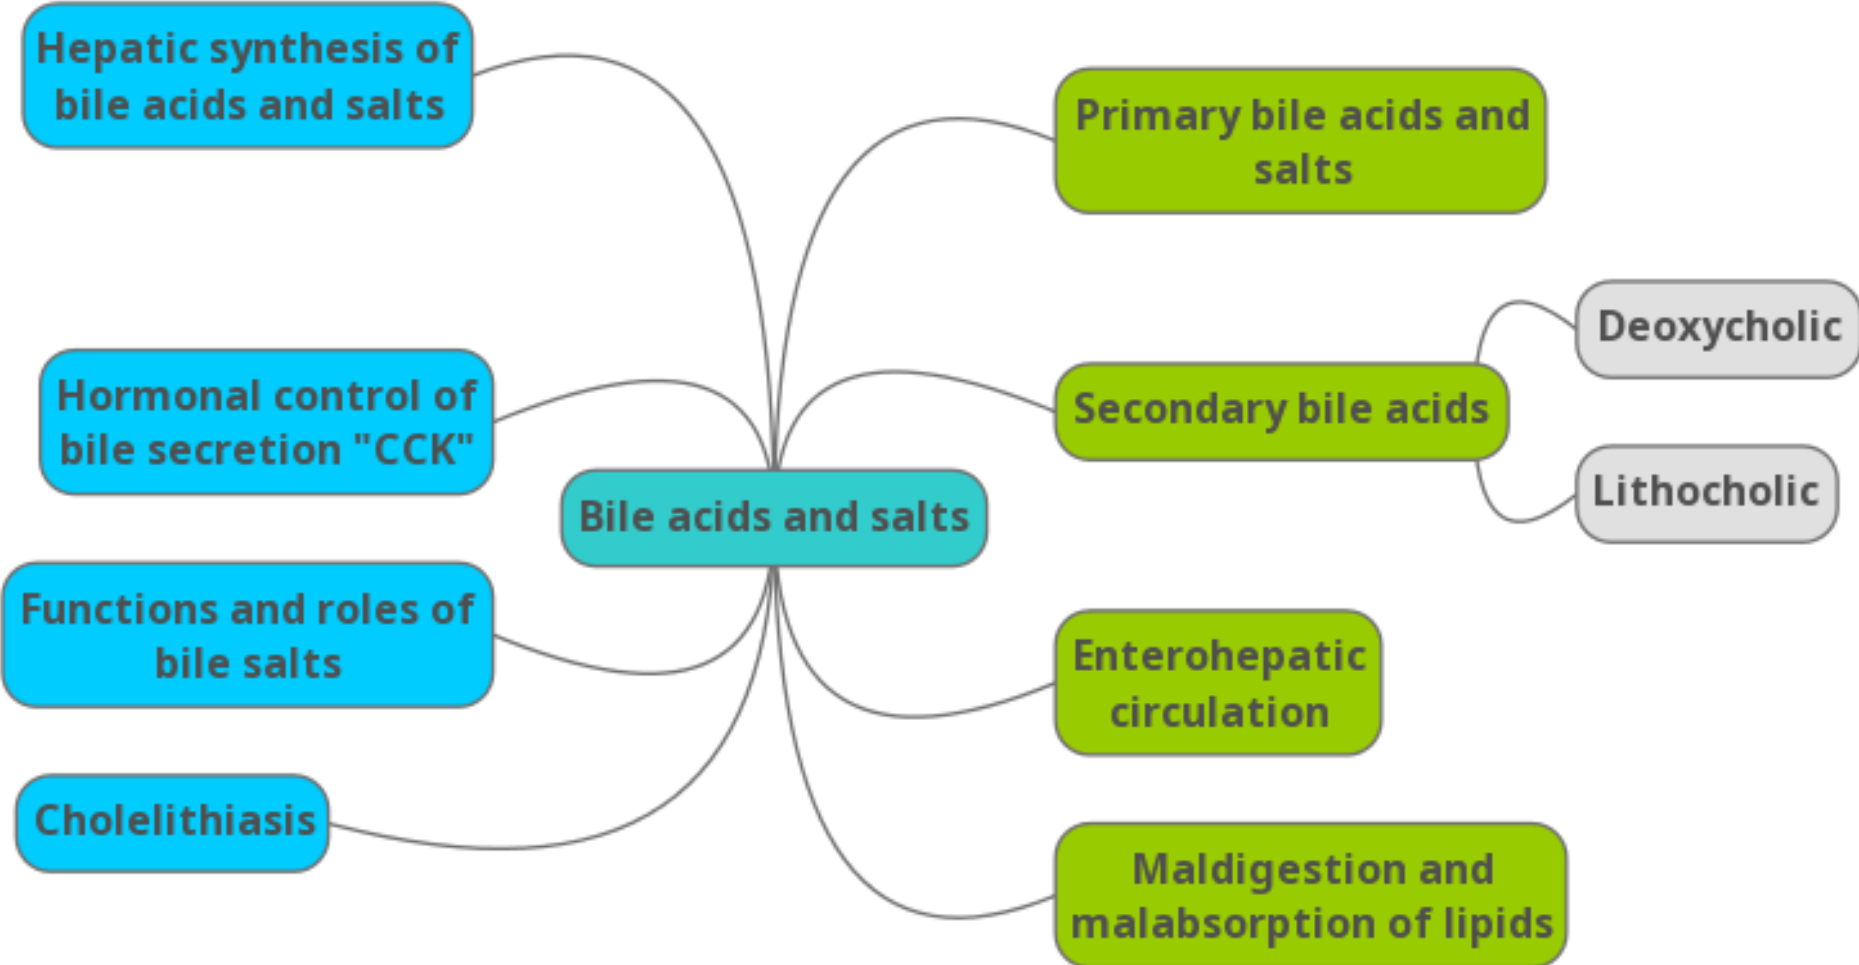 Hepatic synthesis of
bile acids and salts
Hormonal control of
bile secretion "CCK"
Functions and roles of
bile salts
Cholelithiasis
Bile acids and salts
Primary bile acids and
salts
Secondary bile acids
Deoxycholic
Lithocholic
Enterohepatic
circulation
Maldigestion and
malabsorption of lipids